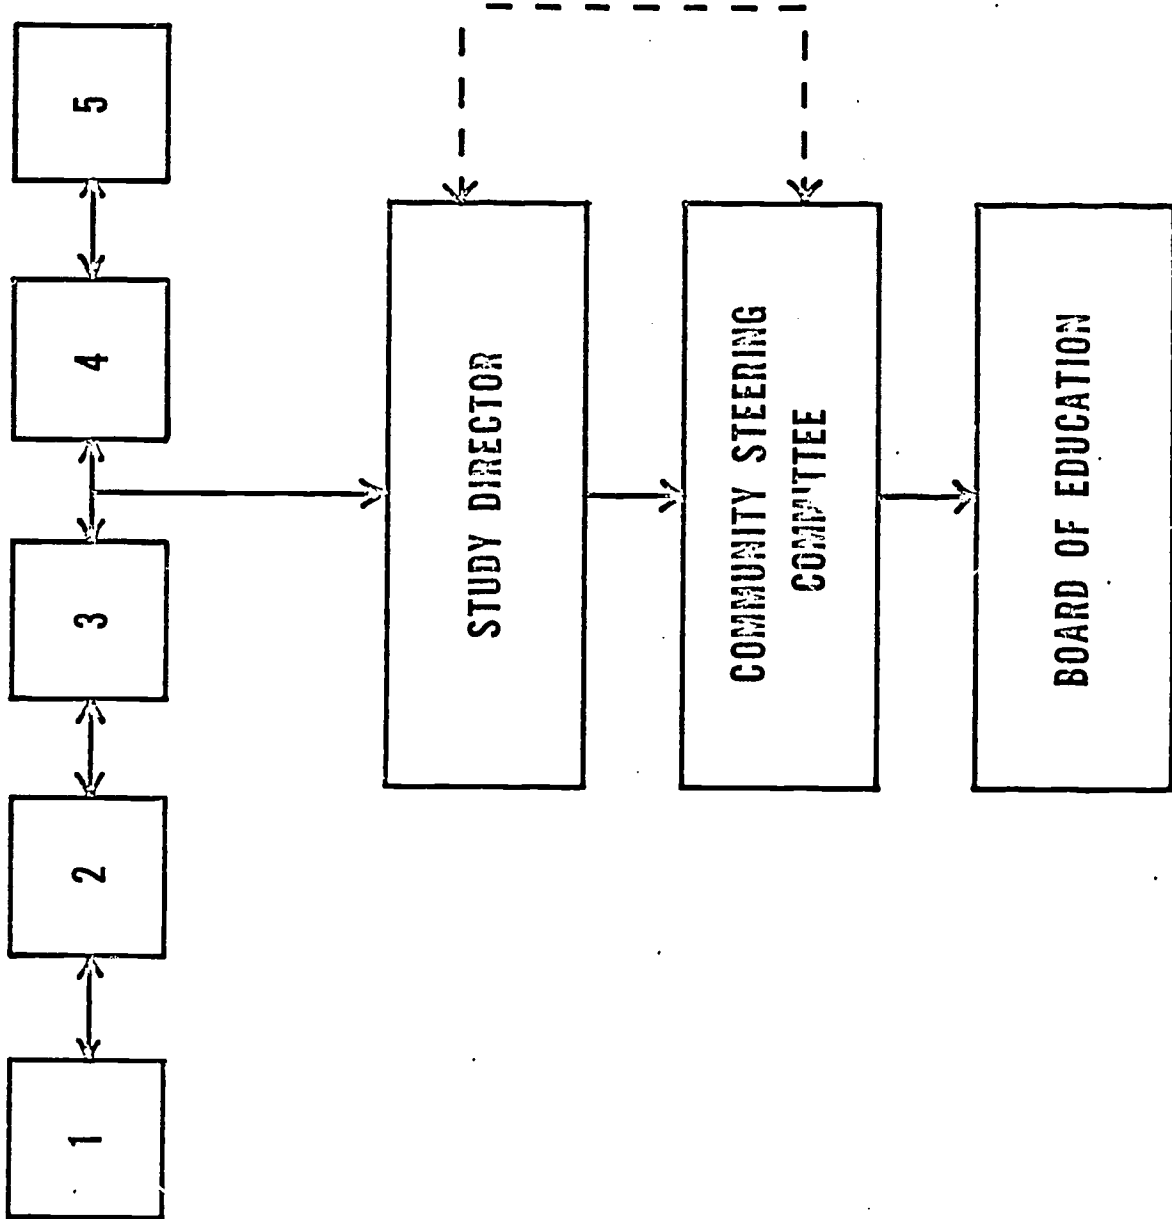 1
2
3
4
5
STUDY DIRECTOR
COMMUNITY STEERING
COMMITTEE
BOARD OF EDUCATION